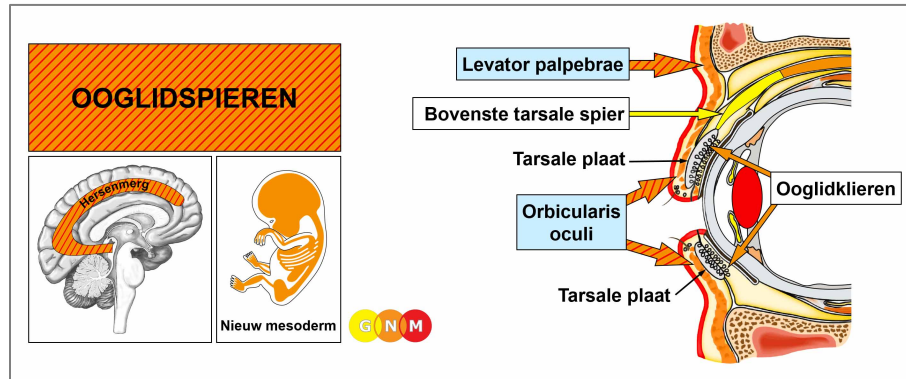 OOGLIDSPIEREN
Hersenmerg
Nieuw mesoderm
G N M
Levator palpebrae
Bovenste tarsale spier
Tarsale plaat
Orbicularis
oculi
Ooglidklieren
Tarsale plaat